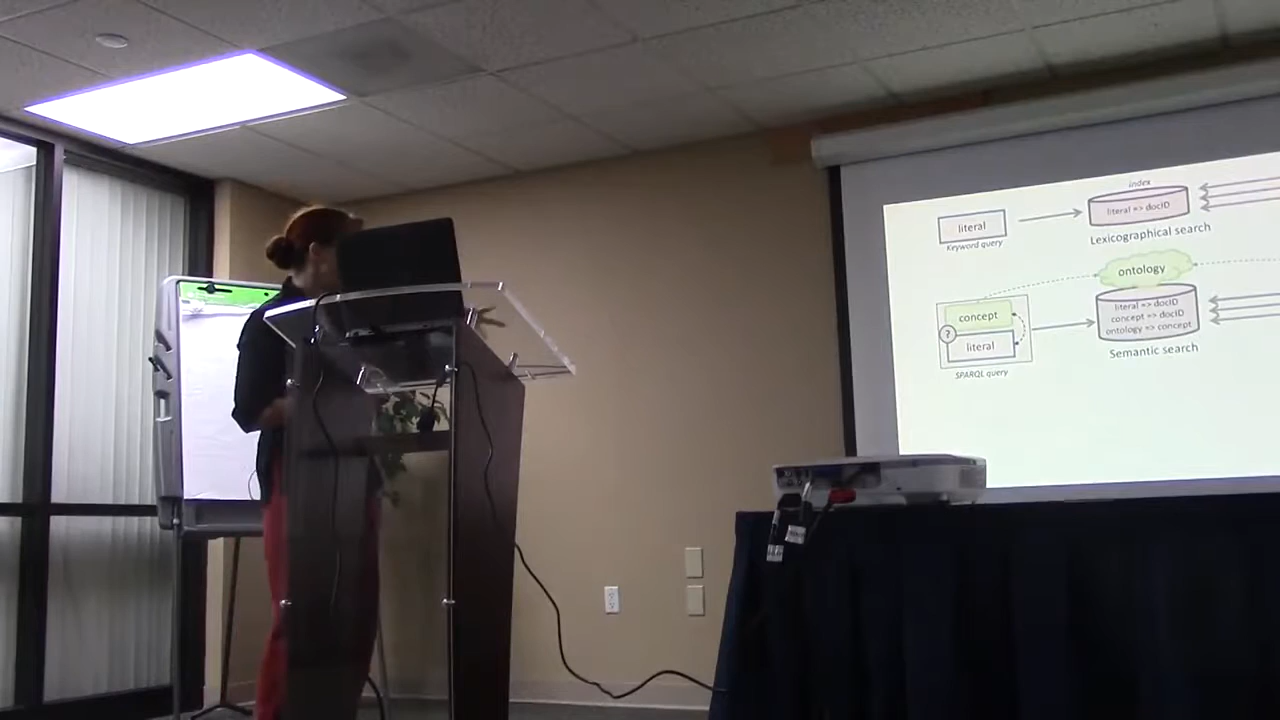 index
literal
literal => docID
Keyword query
Lexicographical search
ontology
concept
literal => docID
concept => docID
ontology => concept
?
literal
Semantic search
SPARQL query